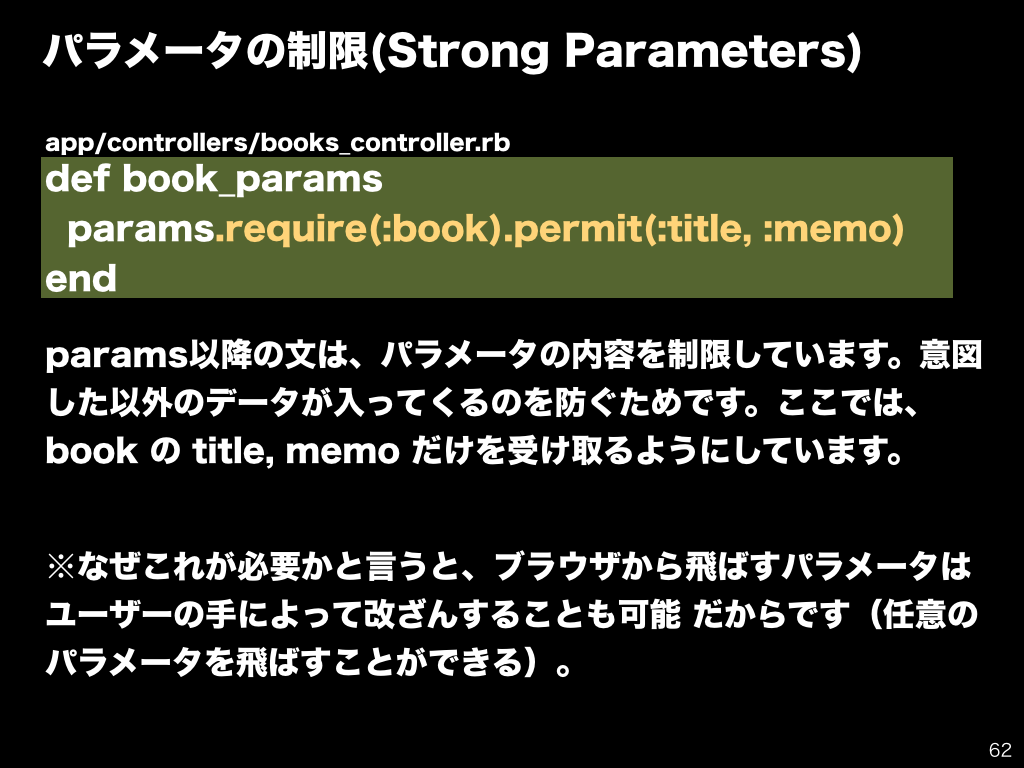 パラメータの制限(Strong Parameters)
app/controllers/books_controller.rb
def book_params
  params.require(:book).permit(:title, :memo)
end
params以降の文は、パラメータの内容を制限しています。意図
した以外のデータが入ってくるのを防ぐためです。ここでは、
book の title, memo だけを受け取るようにしています。
※なぜこれが必要かと言うと、ブラウザから飛ばすパラメータは
ユーザーの手によって改ざんすることも可能 だからです（任意の
パラメータを飛ばすことができる）。
62